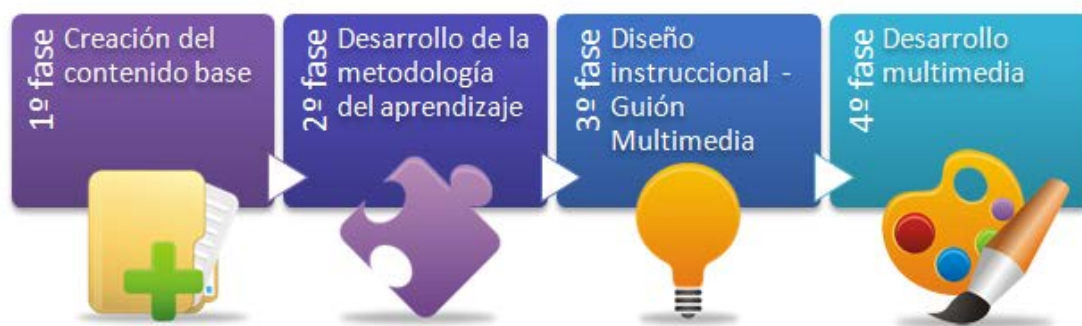 1º fase
Creación del
contenido base
2º fase
Desarrollo de la
metodología
del aprendizaje
3º fase
Diseño
instruccional -
Guión
Multimedia
4º fase
Desarrollo
multimedia